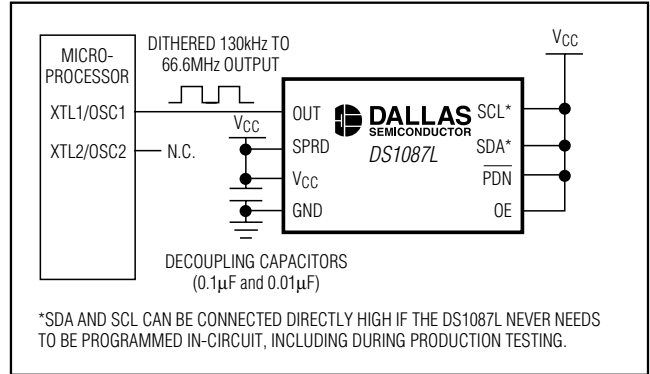 MICRO-
PROCESSOR
XTL1/OSC1
XTL2/OSC2
N.C.
DITHERED 130kHz TO
66.6MHz OUTPUT
VCC
OUT
SPRD
VCC
GND
DALLAS
SEMICONDUCTOR
DS1087L
SCL*
SDA*
PDN
OE
VCC
DECOUPLING CAPACITORS
(0.1µF and 0.01µF)
*SDA AND SCL CAN BE CONNECTED DIRECTLY HIGH IF THE DS1087L NEVER NEEDS
TO BE PROGRAMMED IN-CIRCUIT, INCLUDING DURING PRODUCTION TESTING.